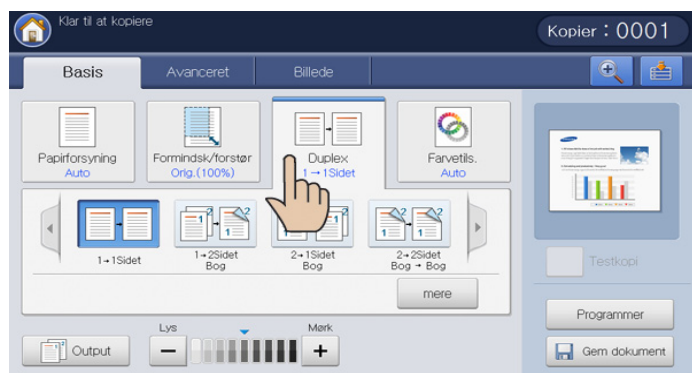 Klar til at kopiere
Kopier : 0001
Basis
Avanceret
Billede
Papirforsyning
Auto
Formindsk/forstør
Orig.(100%)
Duplex
1→1Sidet
Farvetils.
Auto
1→1Sidet
1→2Sidet
Bog
2→1Sidet
Bog
2→2Sidet
Bog → Bog
mere
Testkopi
Output
Lys
Mørk
Programmer
Gem dokument